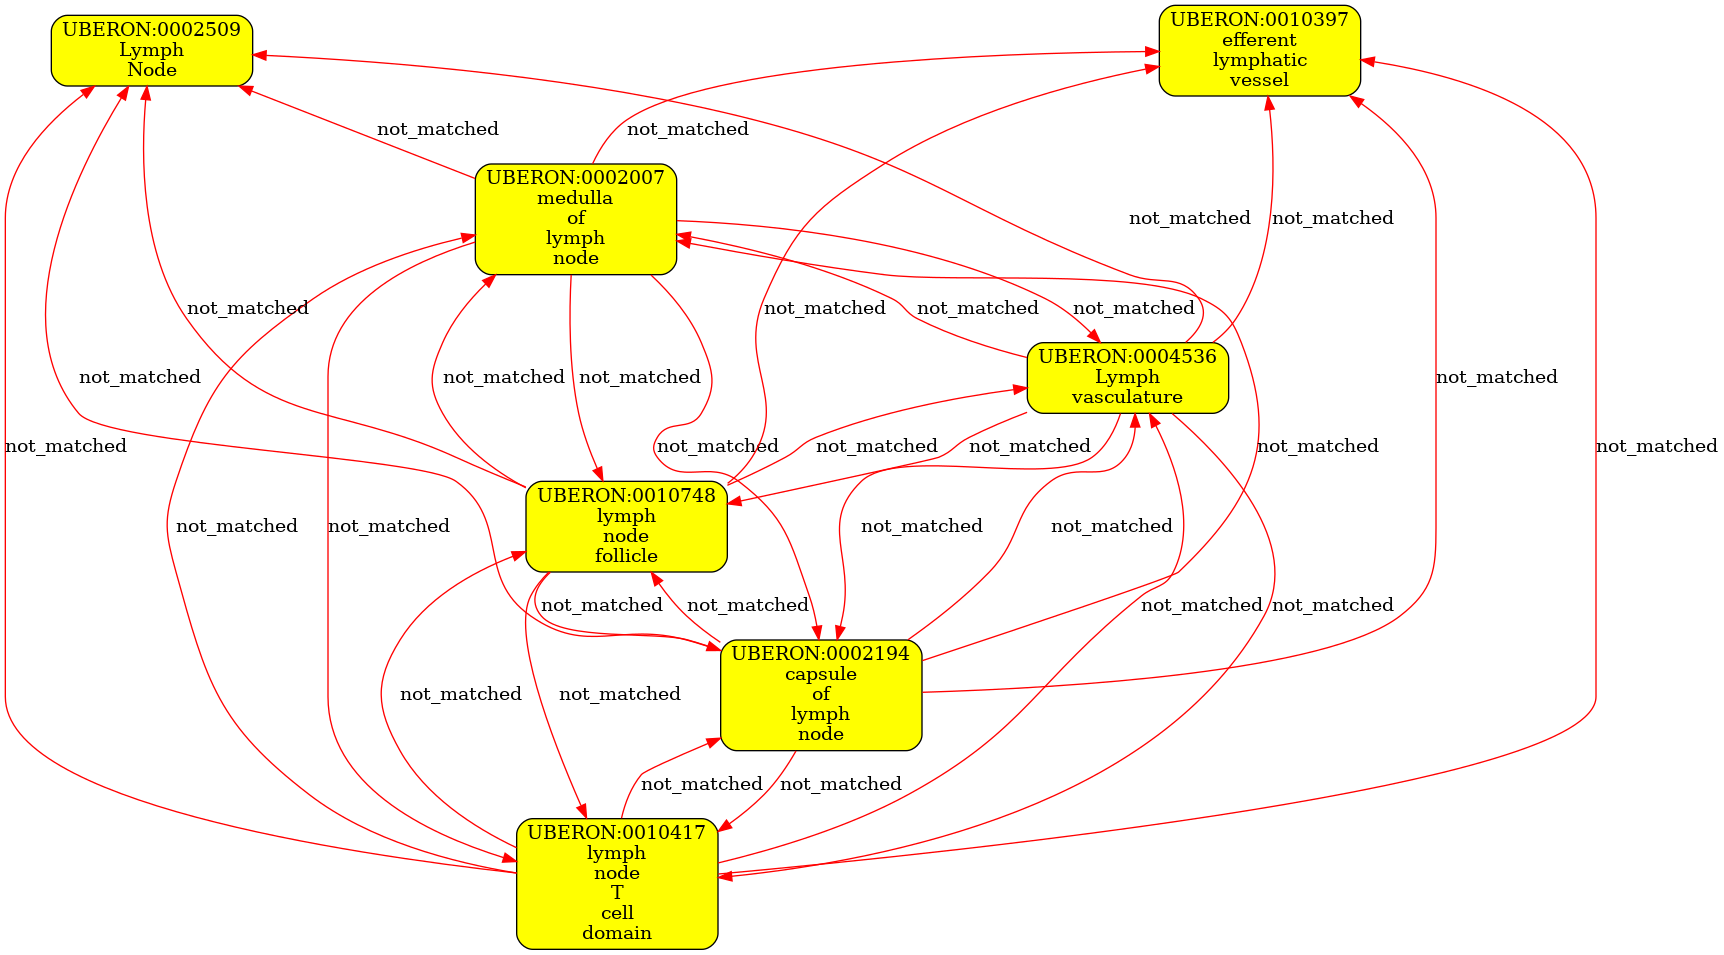 UBERON:0002509
Lymph
Node
UBERON:0010397
efferent
lymphatic
vessel
not_matched
not_matched
UBERON:0002007
medulla
of
lymph
node
not_matched
not_matched
not_matched
not_matched
not_matched
not_matched
UBERON:0004536
Lymph
vasculature
not_matched
not_matched
not_matched
not_matched
not_matched
not_matched
not_matched
not_matched
not_matched
not_matched
UBERON:0010748
lymph
node
follicle
not_matched
not_matched
not_matched
not_matched
not_matched
not_matched
not_matched
not_matched
UBERON:0002194
capsule
of
lymph
node
not_matched
not_matched
not_matched
not_matched
UBERON:0010417
lymph
node
T
cell
domain